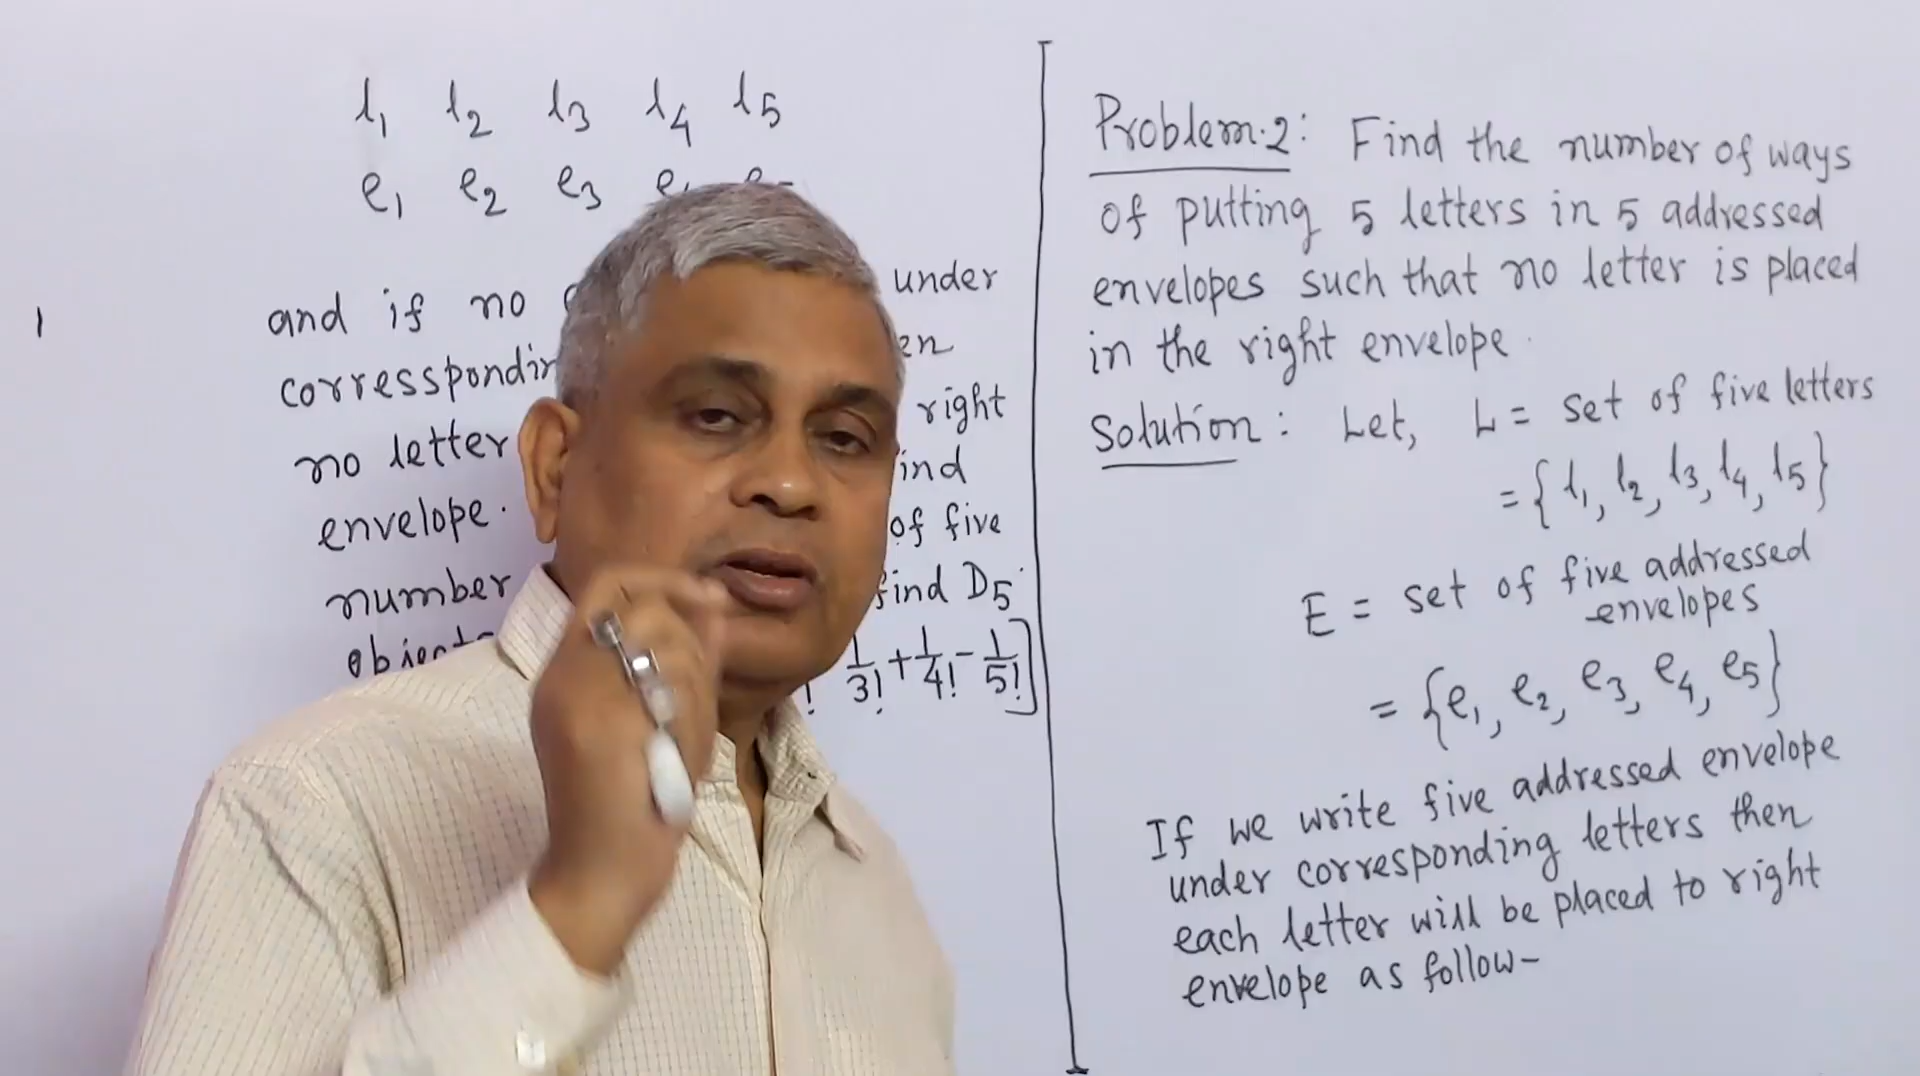 l1 l2 l3 l4 l5
e1 e2 e3
and if no under
corresspondin
no letter right
envelope. of five
number find D5
1/3! + 1/4! - 1/5! ]
1
Problem.2: Find the number of ways
of putting 5 letters in 5 addressed
envelopes such that no letter is placed
in the right envelope.
Solution: Let, L = set of five letters
= {l1, l2, l3, l4, l5}
E = set of five addressed
envelopes
= {e1, e2, e3, e4, e5}
If we write five addressed envelope
under corresponding letters then
each letter will be placed to right
envelope as follow-